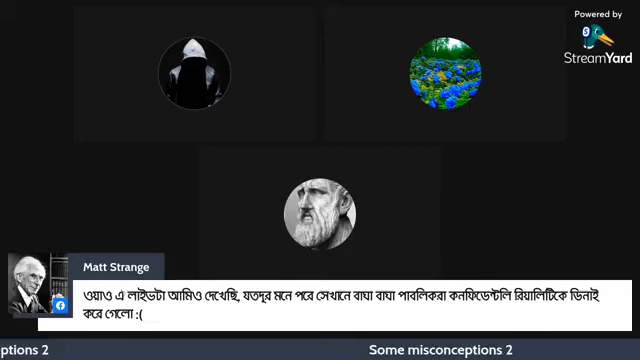 Powered by
StreamYard
Matt Strange
ওয়াও এ লাইভটা আমিও দেখেছি, যতদূর মনে পরে সেখানে বাঘা বাঘা পাবলিকরা কনফিডেন্টলি রিয়ালিটিকে ডিনাই
করে গেলো :(
ptions 2
Some misconceptions 2